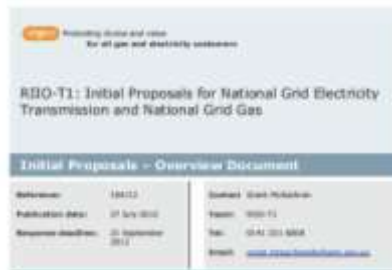 Promoting choice and value
for all gas and electricity customers
RIIO-T1: Initial Proposals for National Grid Electricity
Transmission and National Grid Gas
Initial Proposals – Overview Document
Reference:
Contact:
Publication date: 27 July 2012
Team: RIIO-T1
Response deadline: 21 September
2012
Tel:
Email: